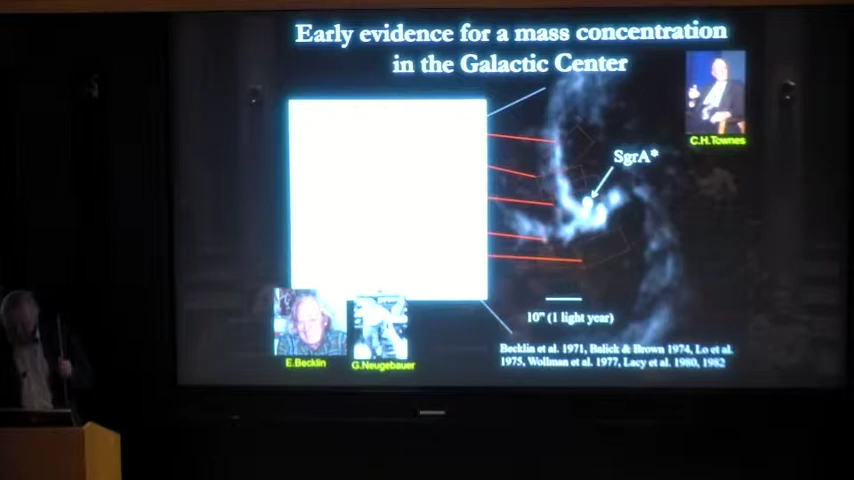 Early evidence for a mass concentration
in the Galactic Center
C.H.Townes
SgrA*
10" (1 light year)
E.Becklin
G.Neugebauer
Becklin et al. 1971, Balick & Brown 1974, Lo et al.
1975, Wollman et al. 1977, Lacy et al. 1980, 1982